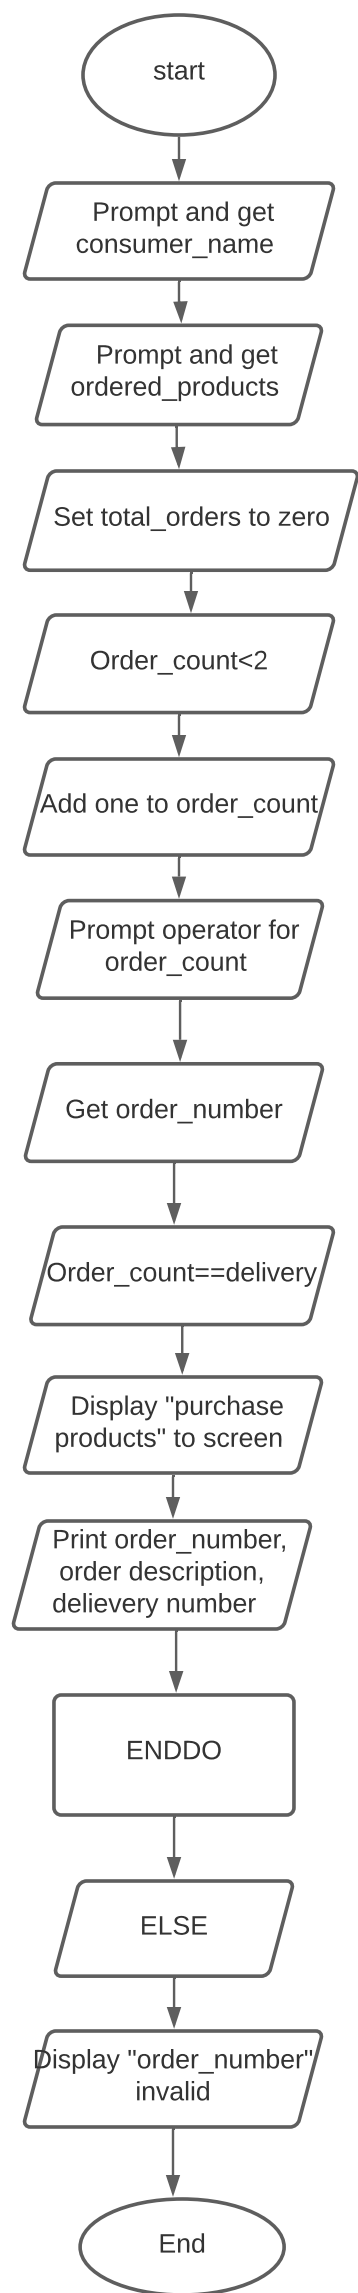 start
Prompt and get
consumer_name
Prompt and get
ordered_products
Set total_orders to zero
Order_count<2
Add one to order_count
Prompt operator for
order_count
Get order_number
Order_count==delivery
Display "purchase
products" to screen
Print order_number,
order description,
delievery number
ENDDO
ELSE
Display "order_number"
invalid
End